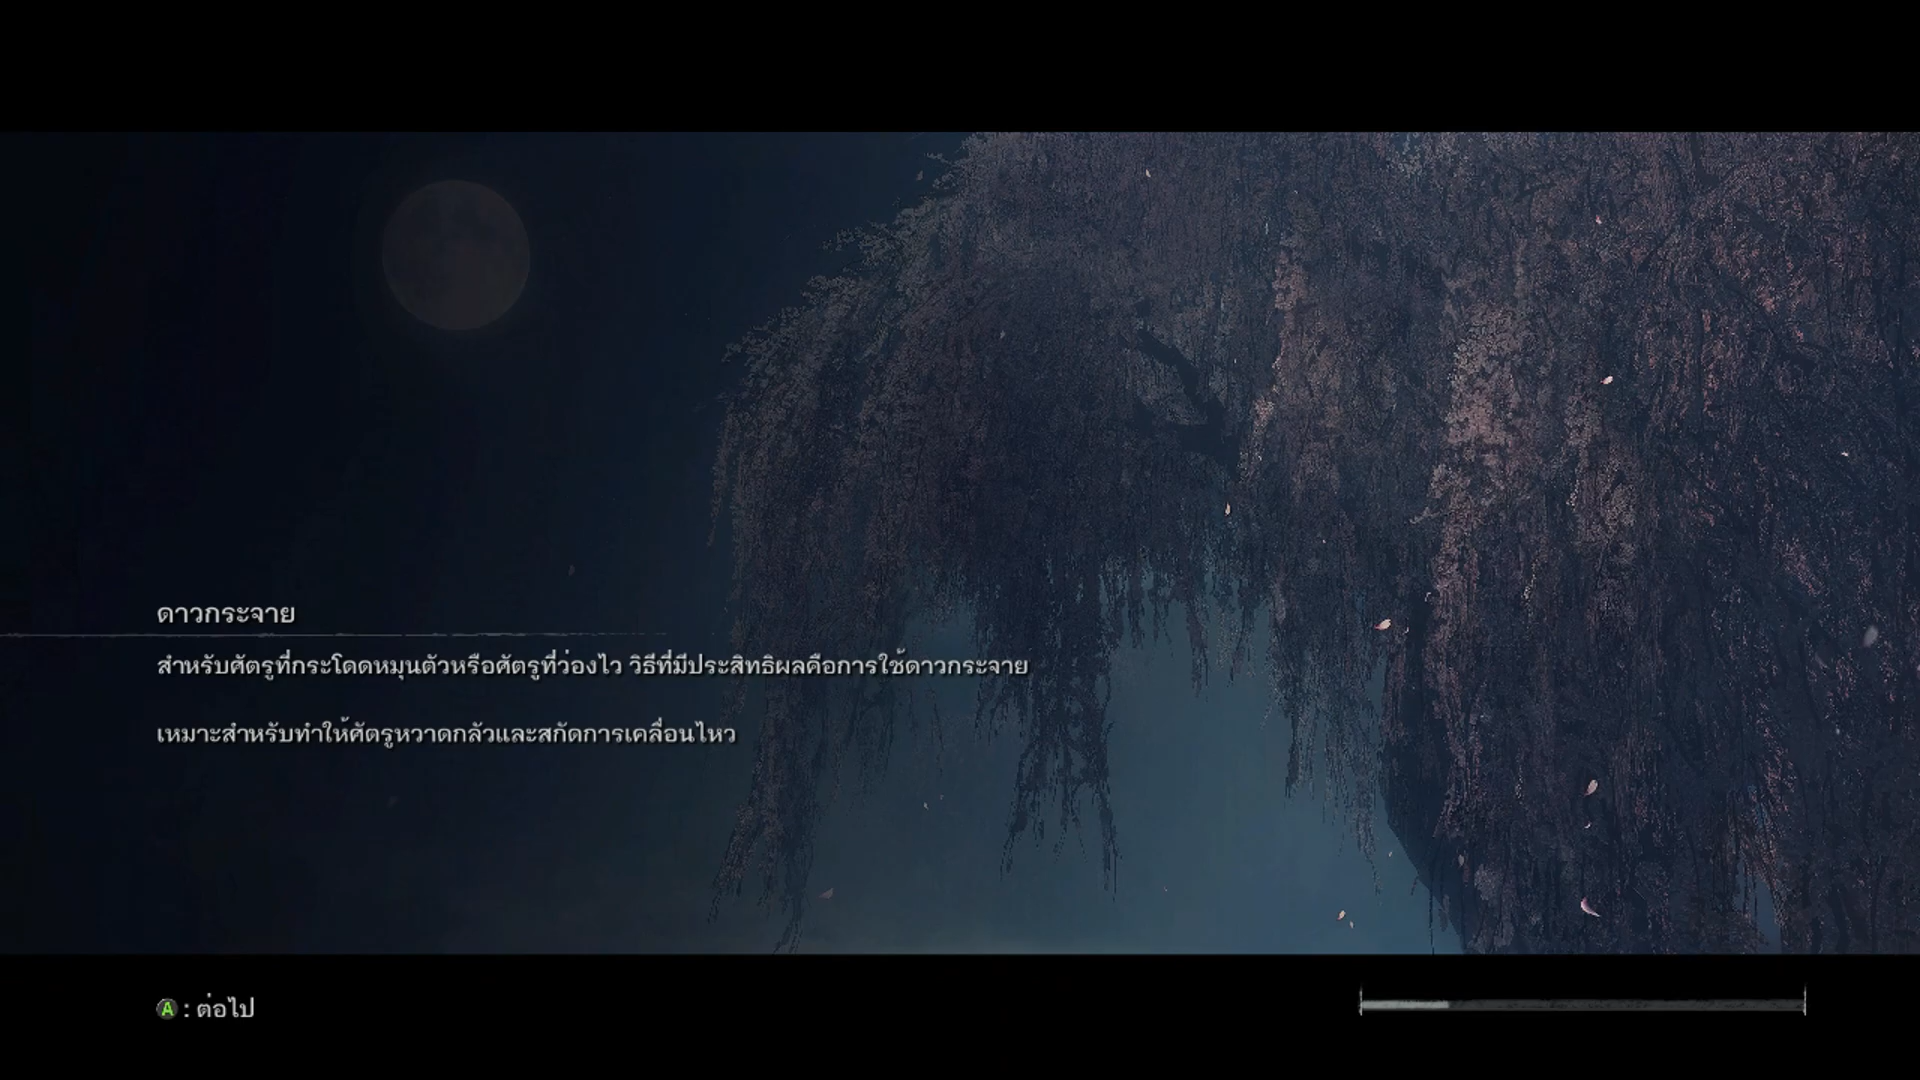 ดาวกระจาย
สำหรับศัตรูที่กระโดดหมุนตัวหรือศัตรูที่ว่องไว วิธีที่มีประสิทธิผลคือการใช้ดาวกระจาย
เหมาะสำหรับทำให้ศัตรูหวาดกลัวและสกัดการเคลื่อนไหว
A : ต่อไป